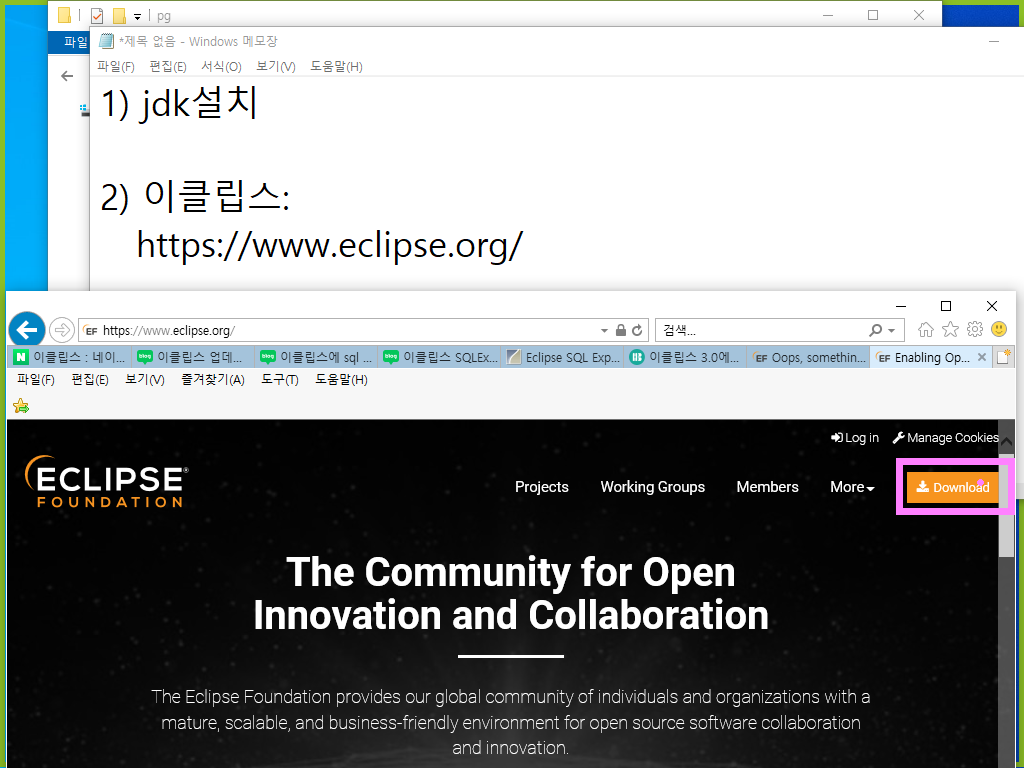 pg
파일
*제목 없음 - Windows 메모장
파일(F) 편집(E) 서식(O) 보기(V) 도움말(H)
1) jdk설치
2) 이클립스:
https://www.eclipse.org/
EF https://www.eclipse.org/
검색...
N 이클립스 : 네이...
blog 이클립스 업데...
blog 이클립스에 sql ...
blog 이클립스 SQLEx...
Eclipse SQL Exp...
이클립스 3.0에...
EF Oops, somethin...
EF Enabling Op...
파일(F) 편집(E) 보기(V) 즐겨찾기(A) 도구(T) 도움말(H)
Log in Manage Cookies
ECLIPSE®
FOUNDATION
Projects Working Groups Members More Download
The Community for Open
Innovation and Collaboration
The Eclipse Foundation provides our global community of individuals and organizations with a
mature, scalable, and business-friendly environment for open source software collaboration
and innovation.